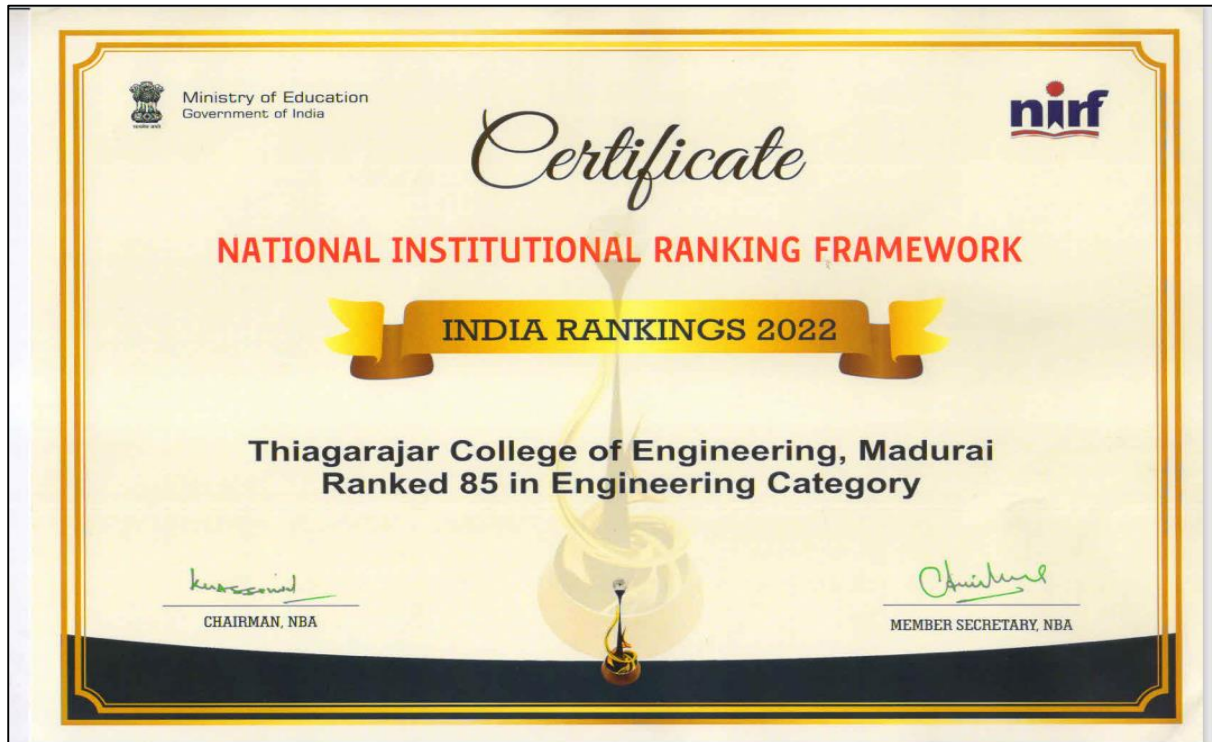 Ministry of Education
Government of India
nirf
Certificate
NATIONAL INSTITUTIONAL RANKING FRAMEWORK
INDIA RANKINGS 2022
Thiagarajar College of Engineering, Madurai
Ranked 85 in Engineering Category
CHAIRMAN, NBA
MEMBER SECRETARY, NBA